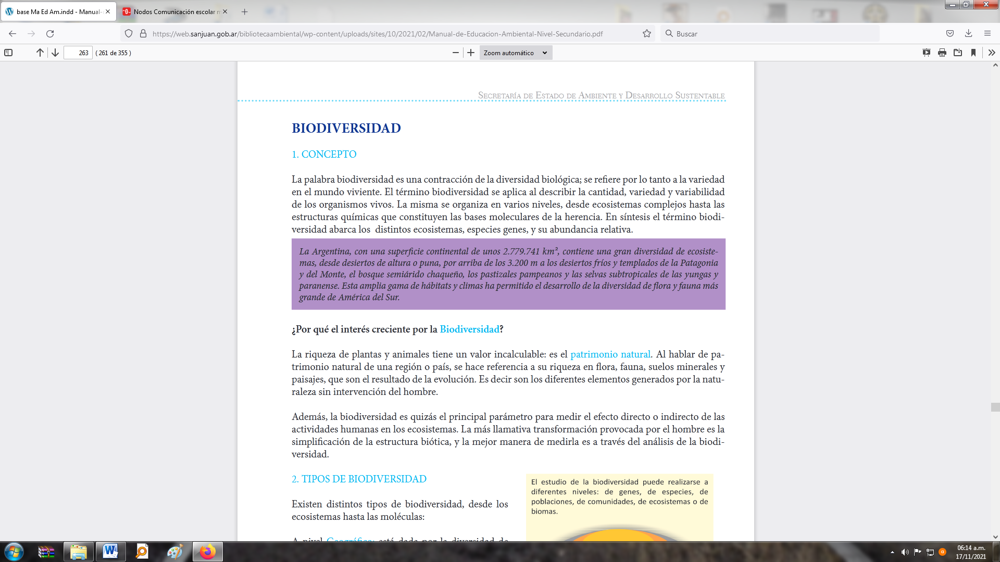 base Ma Ed Am.indd - Manual-
Nodos Comunicación escolar m
https://web.sanjuan.gob.ar/bibliotecaambiental/wp-content/uploads/sites/10/2021/02/Manual-de-Educacion-Ambiental-Nivel-Secundario.pdf
Buscar
263 ( 261 de 355 )
Zoom automático
SECRETARÍA DE ESTADO DE AMBIENTE Y DESARROLLO SUSTENTABLE
BIODIVERSIDAD
1. CONCEPTO
La palabra biodiversidad es una contracción de la diversidad biológica; se refiere por lo tanto a la variedad
en el mundo viviente. El término biodiversidad se aplica al describir la cantidad, variedad y variabilidad
de los organismos vivos. La misma se organiza en varios niveles, desde ecosistemas complejos hasta las
estructuras químicas que constituyen las bases moleculares de la herencia. En síntesis el término biodi-
versidad abarca los distintos ecosistemas, especies genes, y su abundancia relativa.
La Argentina, con una superficie continental de unos 2.779.741 km², contiene una gran diversidad de ecosiste-
mas, desde desiertos de altura o puna, por arriba de los 3.200 m a los desiertos fríos y templados de la Patagonia
y del Monte, el bosque semiárido chaqueño, los pastizales pampeanos y las selvas subtropicales de las yungas y
paranense. Esta amplia gama de hábitats y climas ha permitido el desarrollo de la diversidad de flora y fauna más
grande de América del Sur.
¿Por qué el interés creciente por la Biodiversidad?
La riqueza de plantas y animales tiene un valor incalculable: es el patrimonio natural. Al hablar de pa-
trimonio natural de una región o país, se hace referencia a su riqueza en flora, fauna, suelos minerales y
paisajes, que son el resultado de la evolución. Es decir son los diferentes elementos generados por la natu-
raleza sin intervención del hombre.
Además, la biodiversidad es quizás el principal parámetro para medir el efecto directo o indirecto de las
actividades humanas en los ecosistemas. La más llamativa transformación provocada por el hombre es la
simplificación de la estructura biótica, y la mejor manera de medirla es a través del análisis de la biodi-
versidad.
2. TIPOS DE BIODIVERSIDAD
Existen distintos tipos de biodiversidad, desde los
ecosistemas hasta las moléculas:
A nivel Geográfico: está dada por la diversidad de
El estudio de la biodiversidad puede realizarse a
diferentes niveles: de genes, de especies, de
poblaciones, de comunidades, de ecosistemas o de
biomas.
06:14 a.m.
17/11/2021